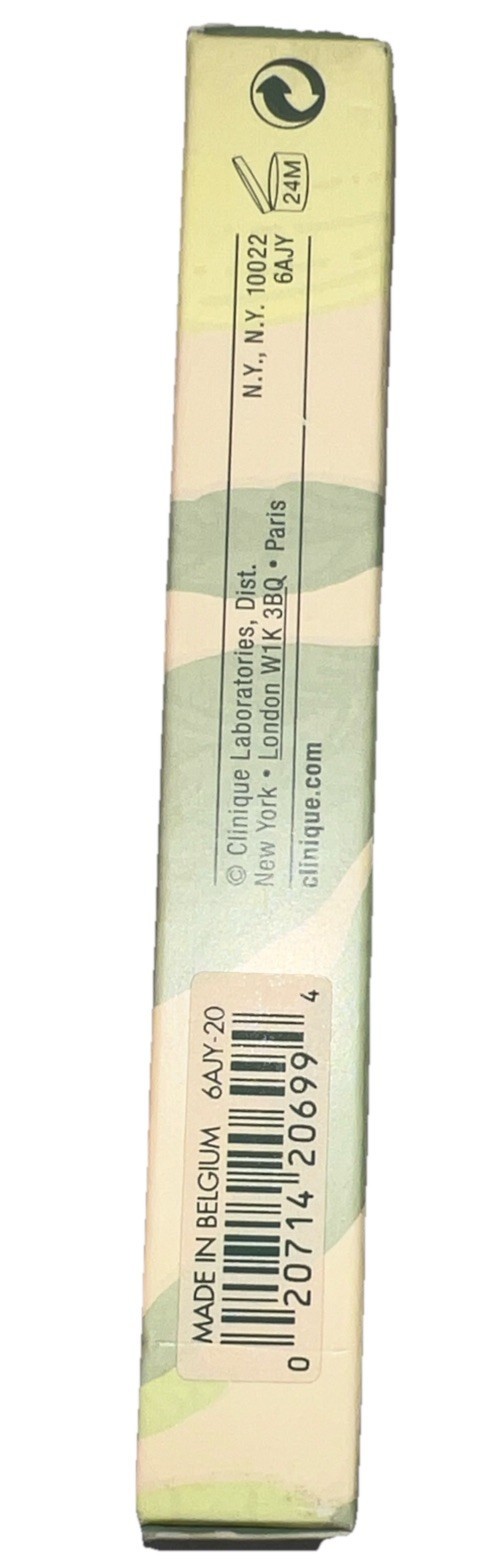 © Clinique Laboratories, Dist. N.Y., N.Y. 10022
New York • London W1K 3BQ • Paris 6AJY
clinique.com
24M
MADE IN BELGIUM 6AJY-20
0 20714 20699 4